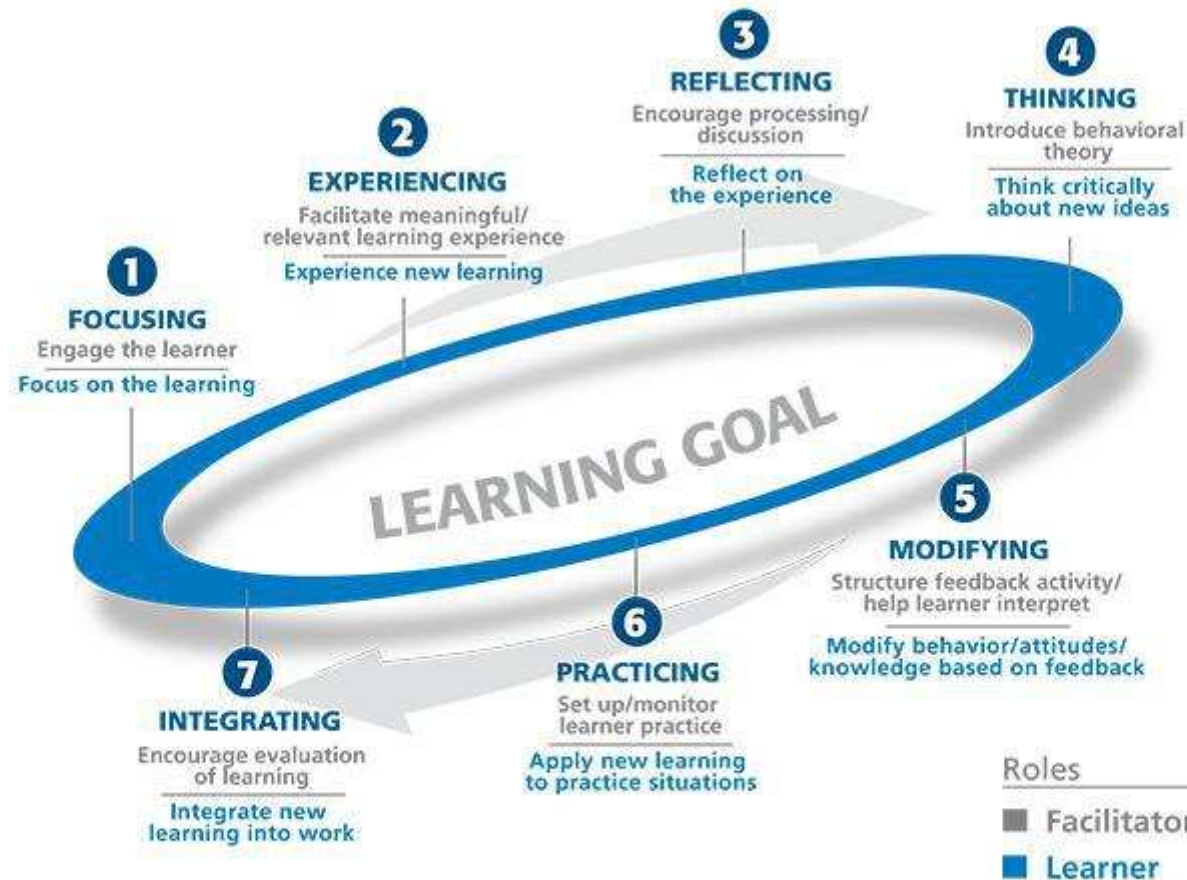 1
FOCUSING
Engage the learner
Focus on the learning
2
EXPERIENCING
Facilitate meaningful/
relevant learning experience
Experience new learning
3
REFLECTING
Encourage processing/
discussion
Reflect on
the experience
4
THINKING
Introduce behavioral
theory
Think critically
about new ideas
LEARNING GOAL
5
MODIFYING
Structure feedback activity/
help learner interpret
Modify behavior/attitudes/
knowledge based on feedback
6
PRACTICING
Set up/monitor
learner practice
Apply new learning
to practice situations
7
INTEGRATING
Encourage evaluation
of learning
Integrate new
learning into work
Roles
Facilitator
Learner